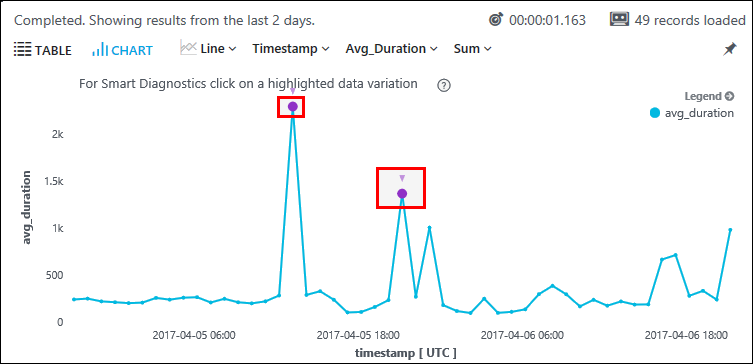 Completed. Showing results from the last 2 days. 00:00:01.163 49 records loaded
TABLE CHART Line Timestamp Avg_Duration Sum
For Smart Diagnostics click on a highlighted data variation ?
Legend
avg_duration
2k
1.5k
1k
500
0
avg_duration
2017-04-05 06:00 2017-04-05 18:00 2017-04-06 06:00 2017-04-06 18:00
timestamp [ UTC ]